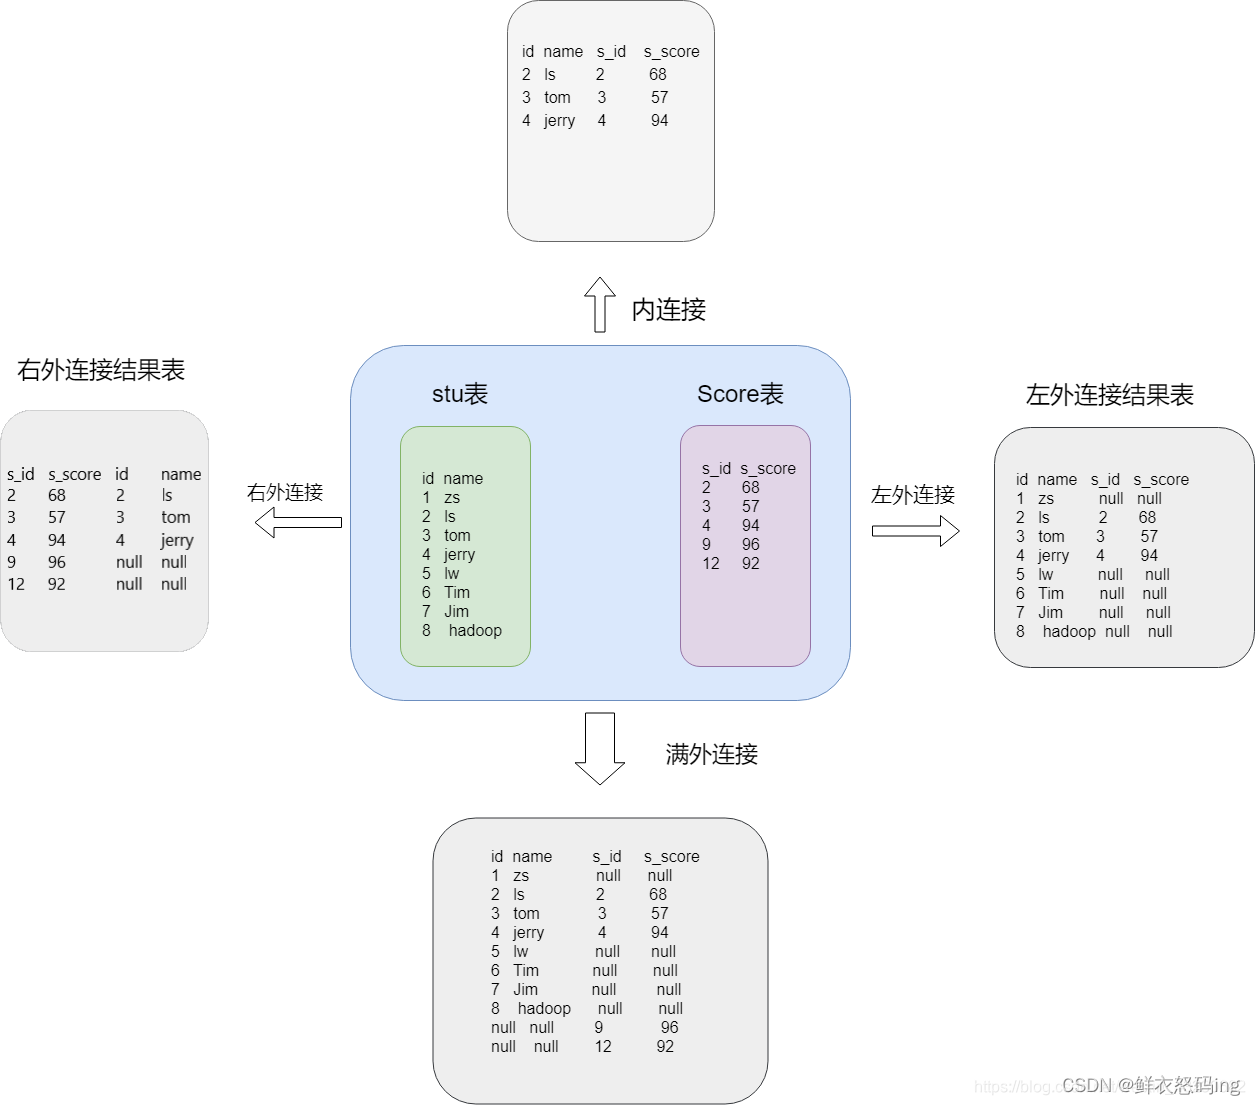 id name s_id s_score
2 ls 2 68
3 tom 3 57
4 jerry 4 94
内连接
右外连接结果表
s_id s_score id name
2 68 2 ls
3 57 3 tom
4 94 4 jerry
9 96 null null
12 92 null null
右外连接
stu表
id name
1 zs
2 ls
3 tom
4 jerry
5 lw
6 Tim
7 Jim
8 hadoop
Score表
s_id s_score
2 68
3 57
4 94
9 96
12 92
左外连接
左外连接结果表
id name s_id s_score
1 zs null null
2 ls 2 68
3 tom 3 57
4 jerry 4 94
5 lw null null
6 Tim null null
7 Jim null null
8 hadoop null null
满外连接
id name s_id s_score
1 zs null null
2 ls 2 68
3 tom 3 57
4 jerry 4 94
5 lw null null
6 Tim null null
7 Jim null null
8 hadoop null null
null null 9 96
null null 12 92
CSDN @鲜衣怒码ing